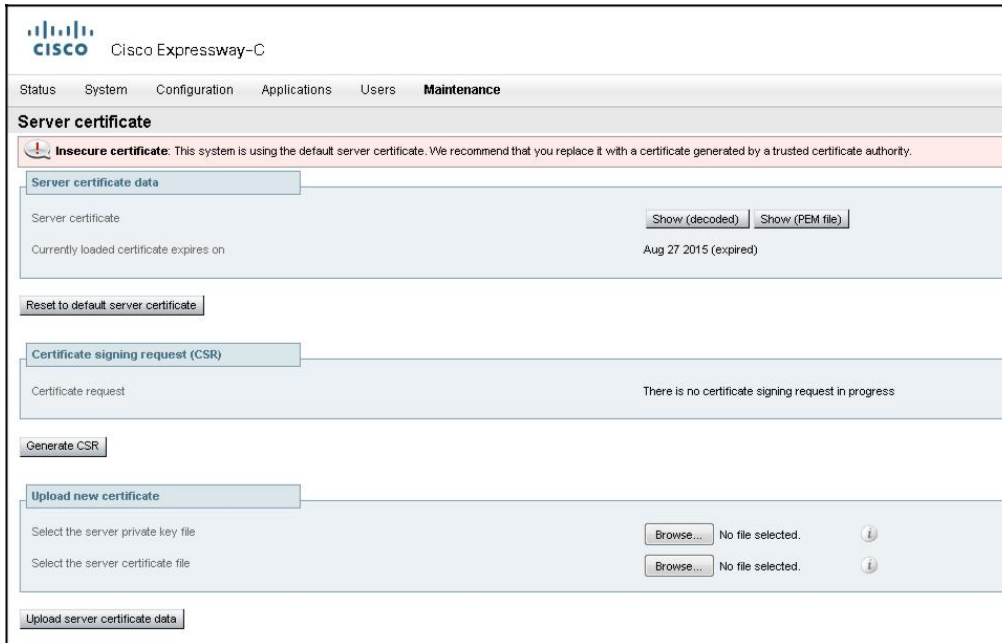 CISCO Cisco Expressway-C
Status System Configuration Applications Users Maintenance
Server certificate
Insecure certificate: This system is using the default server certificate. We recommend that you replace it with a certificate generated by a trusted certificate authority.
Server certificate data
Server certificate Show (decoded) Show (PEM file)
Currently loaded certificate expires on Aug 27 2015 (expired)
Reset to default server certificate
Certificate signing request (CSR)
Certificate request There is no certificate signing request in progress
Generate CSR
Upload new certificate
Select the server private key file Browse... No file selected. i
Select the server certificate file Browse... No file selected. i
Upload server certificate data